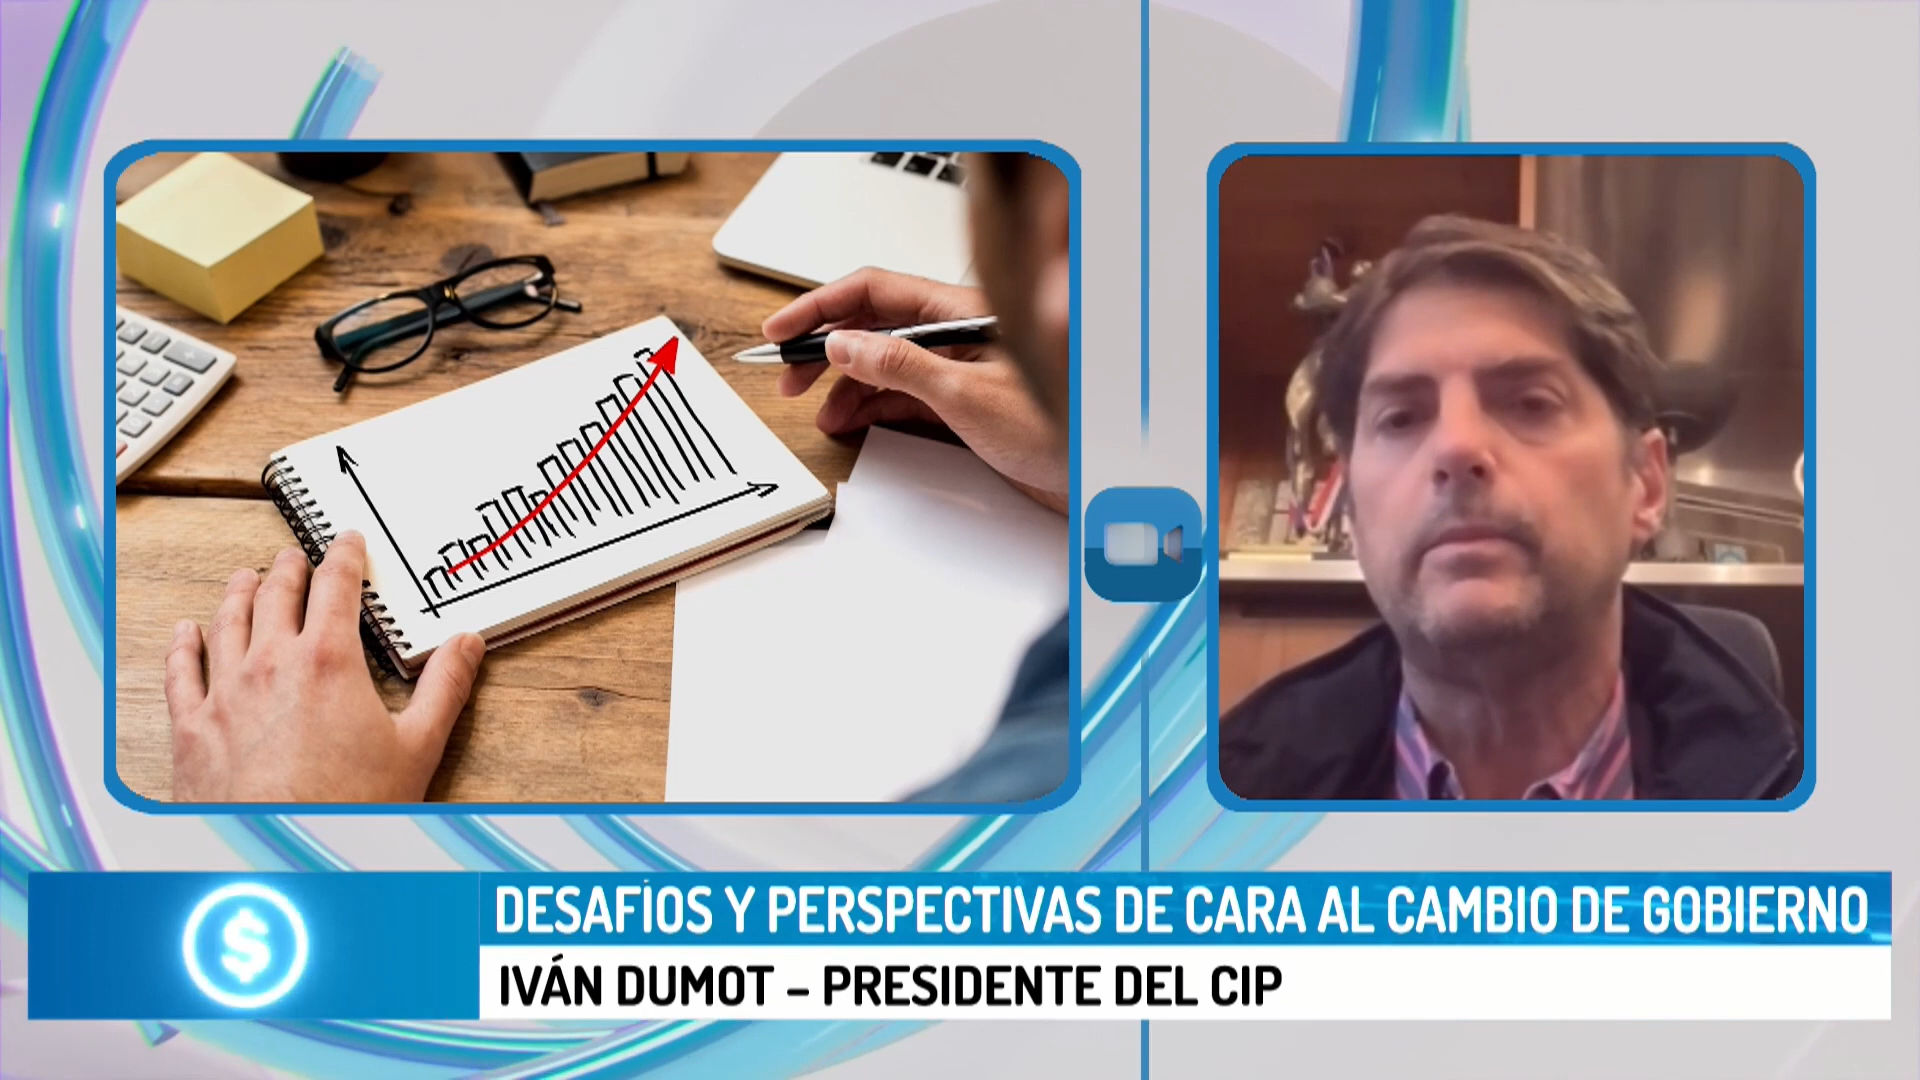 $
DESAFÍOS Y PERSPECTIVAS DE CARA AL CAMBIO DE GOBIERNO
IVÁN DUMOT – PRESIDENTE DEL CIP